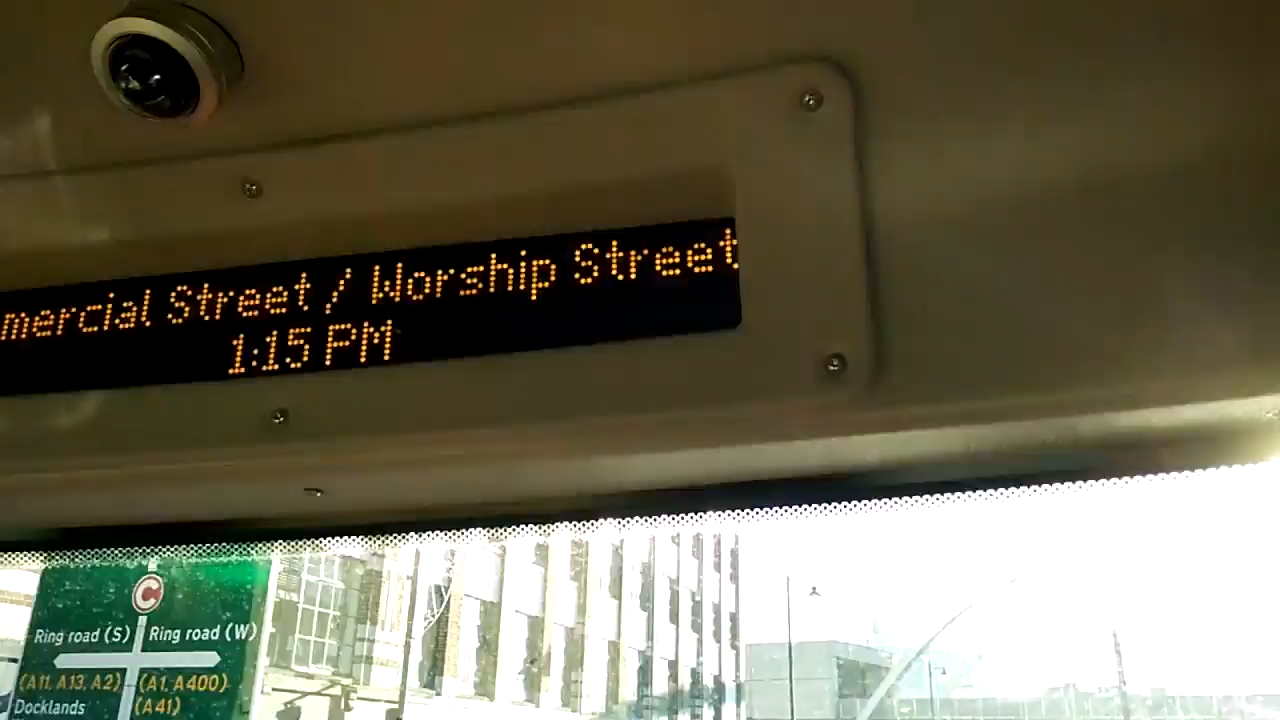 mercial Street / Worship Street
1:15 PM
C
Ring road (S) Ring road (W)
(A11, A13, A2) (A1, A400)
Docklands (A41)